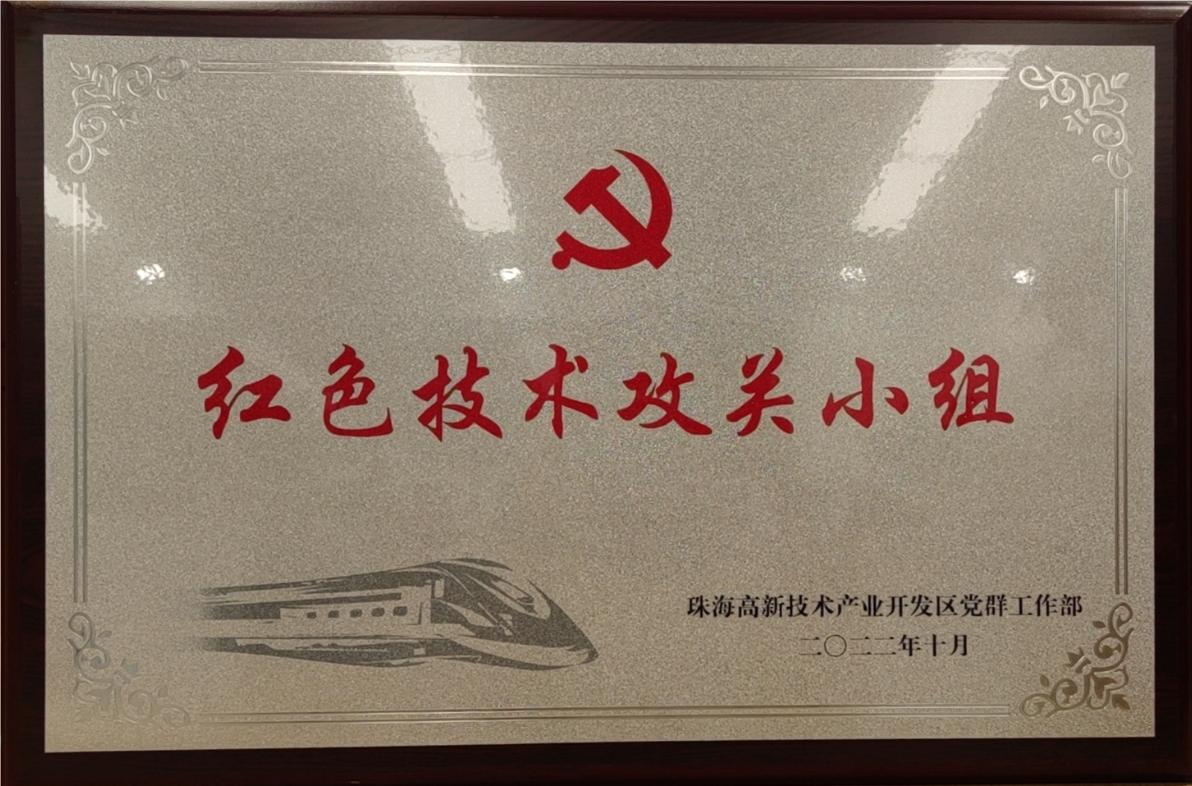 红色技术攻关小组
珠海高新技术产业开发区党群工作部
二〇二二年十月